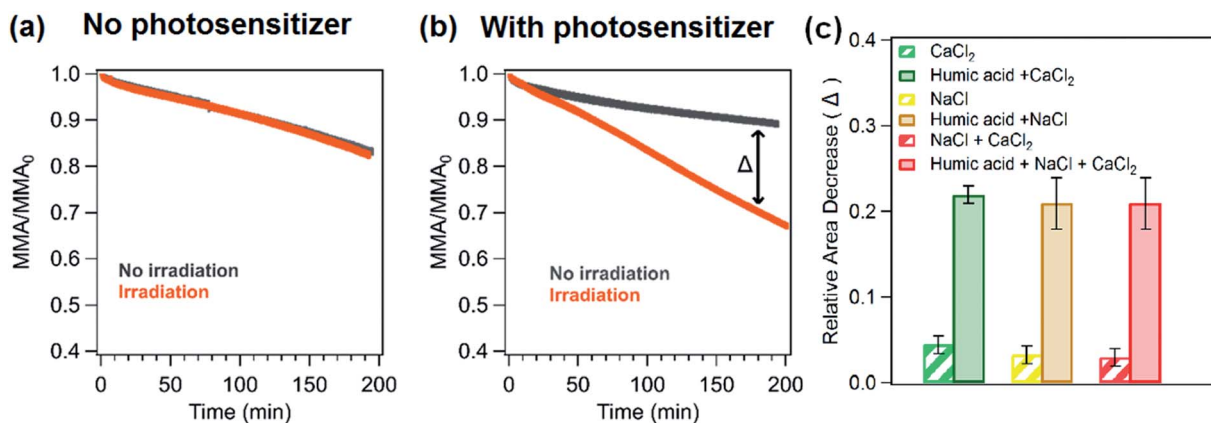 (a) No photosensitizer
MMA/MMA₀
1.0
0.9
0.8
0.7
0.6
0.5
0.4
No irradiation
Irradiation
0 50 100 150 200
Time (min)
(b) With photosensitizer
MMA/MMA₀
1.0
0.9
0.8
0.7
0.6
0.5
0.4
Δ
No irradiation
Irradiation
0 50 100 150 200
Time (min)
(c)
Relative Area Decrease ( Δ )
0.4
0.3
0.2
0.1
0.0
CaCl₂
Humic acid +CaCl₂
NaCl
Humic acid +NaCl
NaCl + CaCl₂
Humic acid + NaCl + CaCl₂